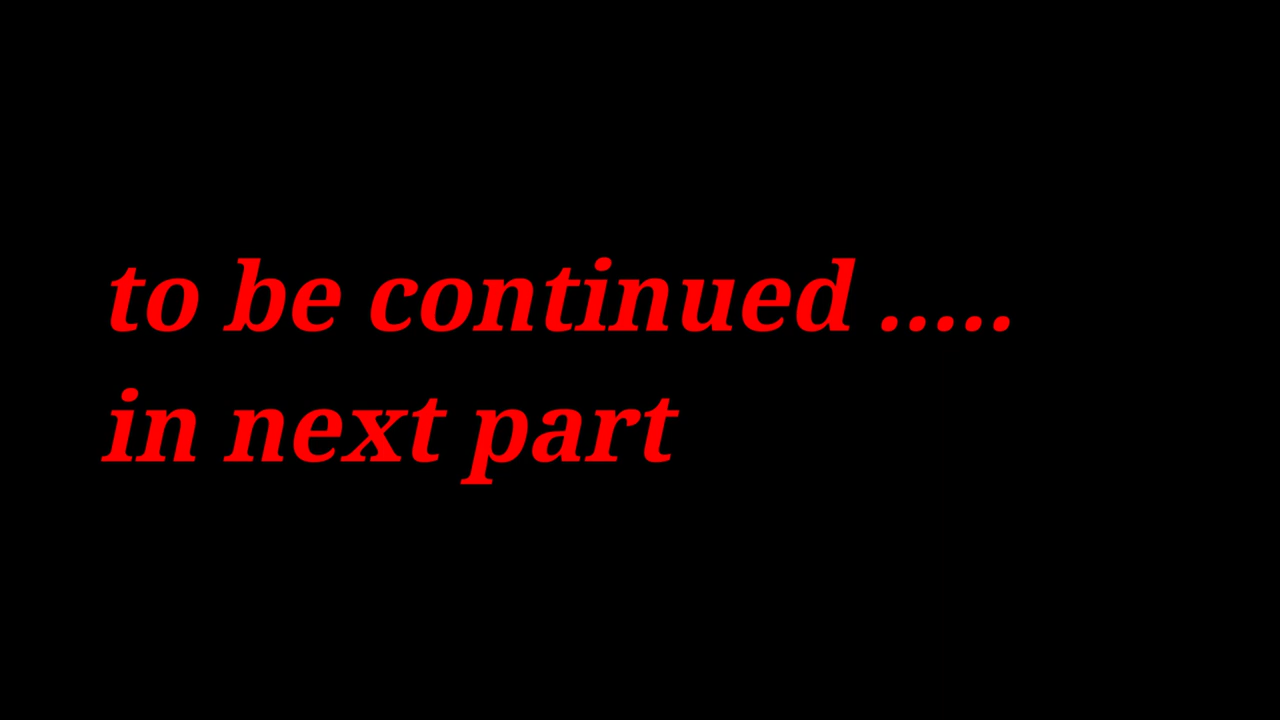 to be continued .....
in next part